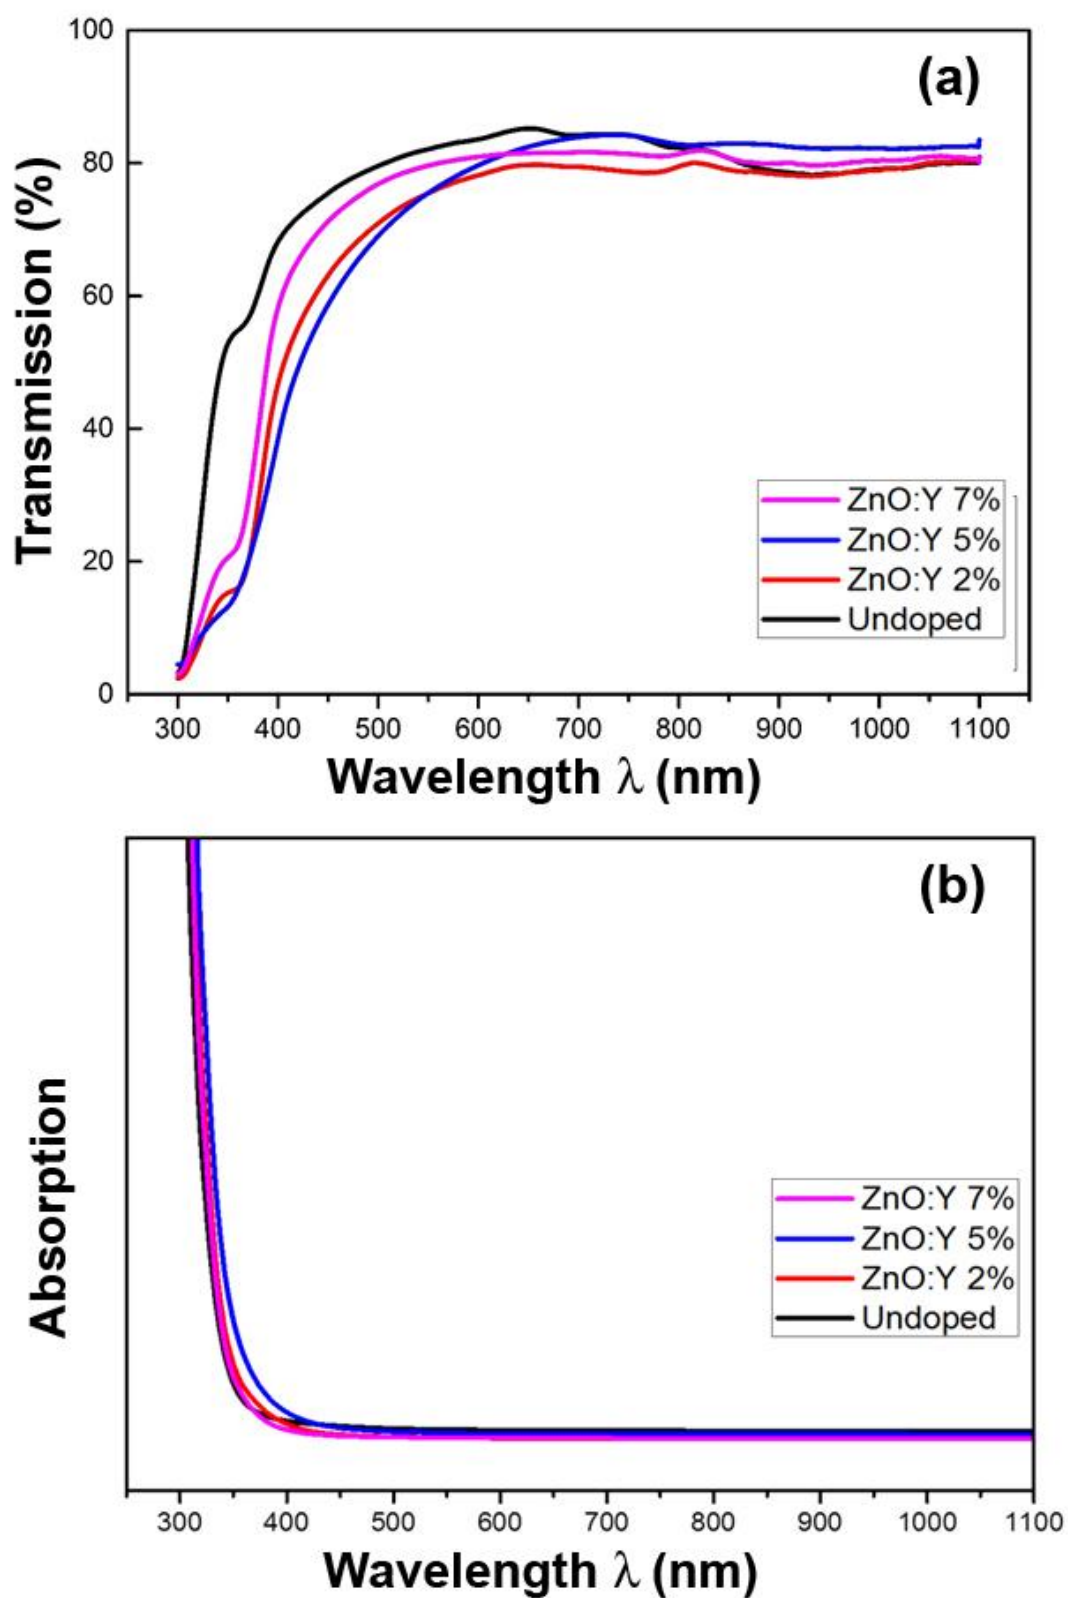 (a)
100
80
60
40
20
0
Transmission (%)
ZnO:Y 7%
ZnO:Y 5%
ZnO:Y 2%
Undoped
300 400 500 600 700 800 900 1000 1100
Wavelength λ (nm)
(b)
Absorption
ZnO:Y 7%
ZnO:Y 5%
ZnO:Y 2%
Undoped
300 400 500 600 700 800 900 1000 1100
Wavelength λ (nm)